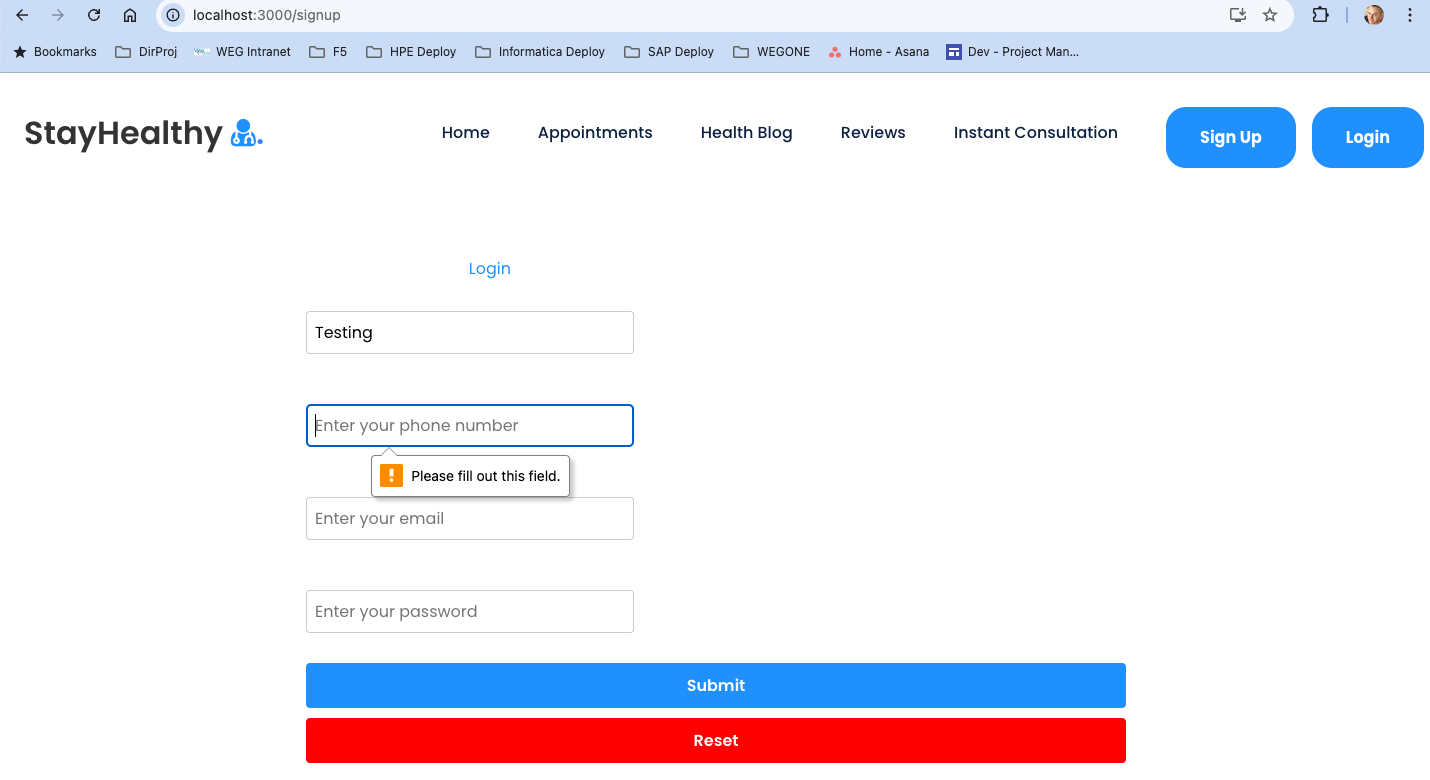 localhost:3000/signup
Bookmarks DirProj WEG Intranet F5 HPE Deploy Informatica Deploy SAP Deploy WEGONE Home - Asana Dev - Project Man...
StayHealthy Home Appointments Health Blog Reviews Instant Consultation Sign Up Login
Login
Testing
Enter your phone number
Please fill out this field.
Enter your email
Enter your password
Submit
Reset